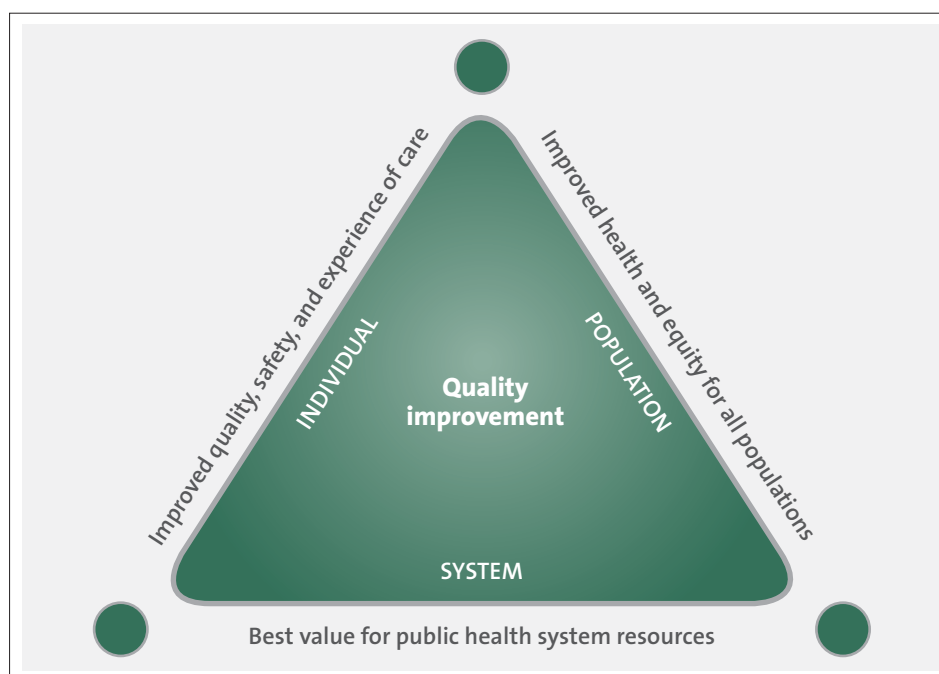 Improved quality, safety, and experience of care
Improved health and equity for all populations
INDIVIDUAL
POPULATION
Quality
improvement
SYSTEM
Best value for public health system resources